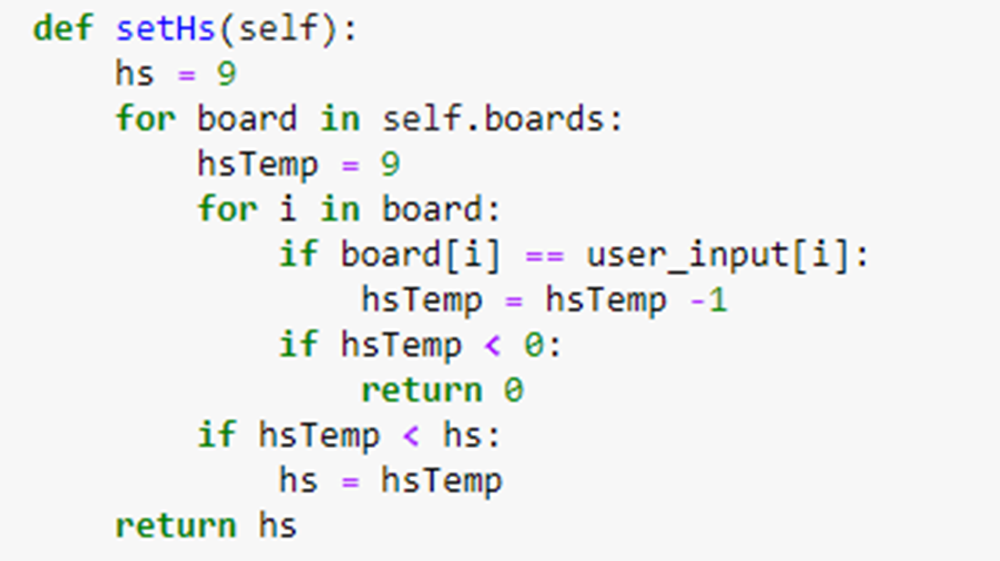 def setHs(self):
    hs = 9
    for board in self.boards:
        hsTemp = 9
        for i in board:
            if board[i] == user_input[i]:
                hsTemp = hsTemp -1
            if hsTemp < 0:
                return 0
        if hsTemp < hs:
            hs = hsTemp
    return hs